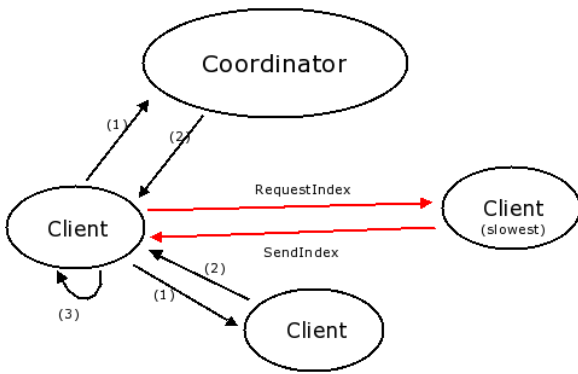 Coordinator
(1)
(2)
RequestIndex
Client
(slowest)
Client
SendIndex
(2)
(1)
(3)
Client